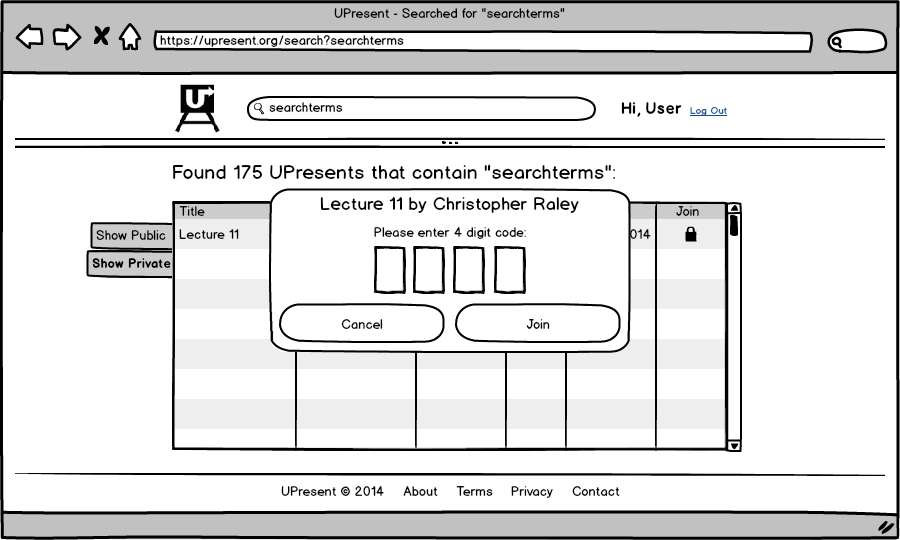 UPresent - Searched for "searchterms"
https://upresent.org/search?searchterms
U
searchterms
Hi, User Log Out
Found 175 UPresents that contain "searchterms":
Title Join
Lecture 11 by Christopher Raley
Show Public
Show Private
Lecture 11 014
Please enter 4 digit code:
Cancel Join
UPresent © 2014 About Terms Privacy Contact